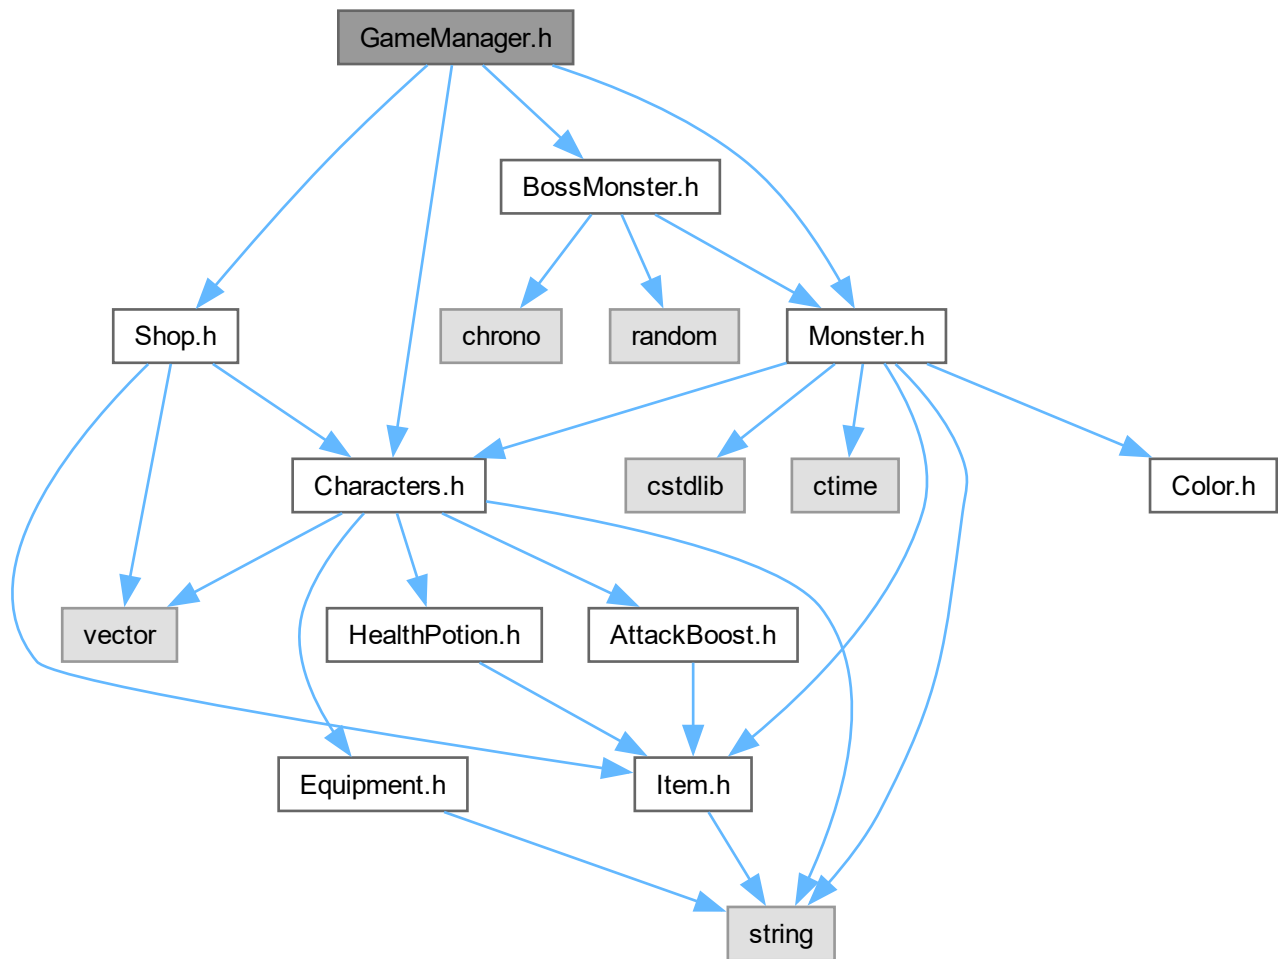 GameManager.h
BossMonster.h
Shop.h
chrono
random
Monster.h
Characters.h
cstdlib
ctime
Color.h
vector
HealthPotion.h
AttackBoost.h
Equipment.h
Item.h
string